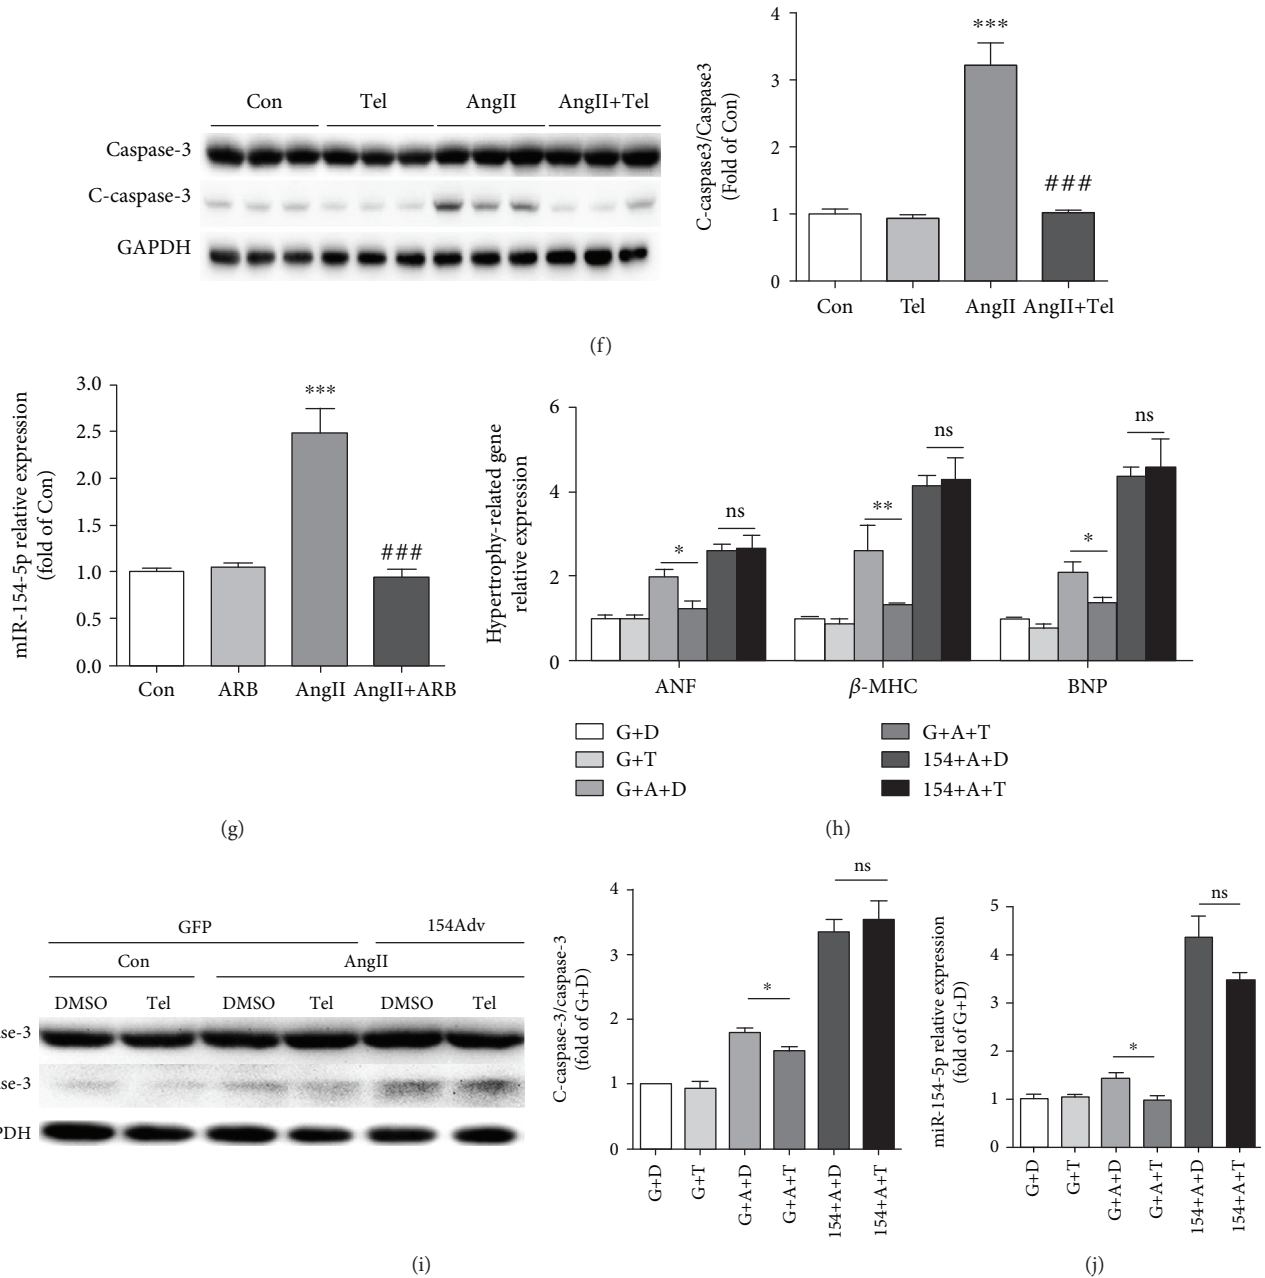 Con Tel AngII AngII+Tel
Caspase-3
C-caspase-3
GAPDH
C-caspase3/Caspase3
(Fold of Con)
4
3
2
1
0
***
###
Con Tel AngII AngII+Tel
(f)
mIR-154-5p relative expression
(fold of Con)
3.0
2.5
2.0
1.5
1.0
0.5
0.0
***
###
Con ARB AngII AngII+ARB
(g)
Hypertrophy-related gene
relative expression
6
4
2
0
* ns
** ns
* ns
ANF β-MHC BNP
G+D
G+T
G+A+D
G+A+T
154+A+D
154+A+T
(h)
GFP 154Adv
Con AngII
DMSO Tel DMSO Tel DMSO Tel
se-3
se-3
PDH
C-caspase-3/caspase-3
(fold of G+D)
4
3
2
1
0
* ns
G+D G+T G+A+D G+A+T 154+A+D 154+A+T
(i)
miR-154-5p relative expression
(fold of G+D)
5
4
3
2
1
0
* ns
G+D G+T G+A+D G+A+T 154+A+D 154+A+T
(j)